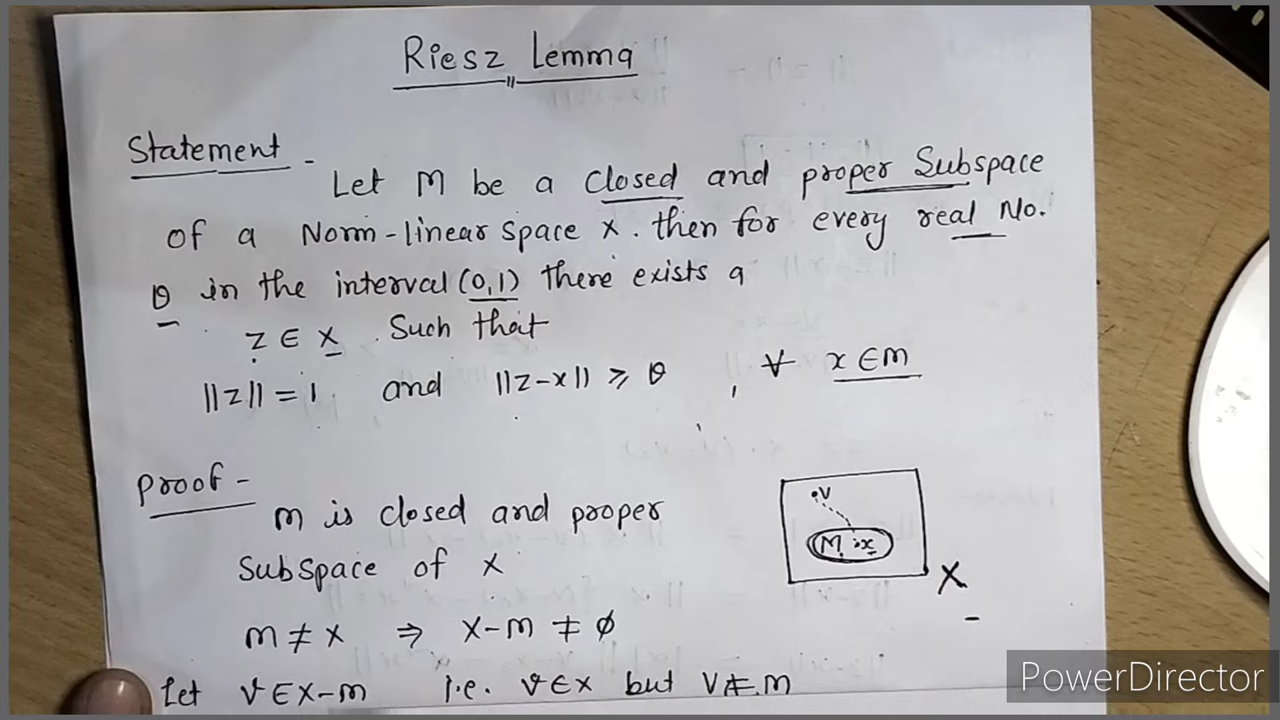 Riesz Lemma
Statement -
Let M be a closed and proper Subspace
of a Norm-linear space X. then for every real No.
θ in the interval (0,1) there exists a
z ∈ X . Such that
||z|| = 1 and ||z-x|| ≥ θ , ∀ x ∈ M
Proof -
M is closed and proper
Subspace of X
M ≠ X ⇒ X-M ≠ ϕ
Let v ∈ X-M i.e. v ∈ X but v ∉ M
.v
M .x
X
PowerDirector